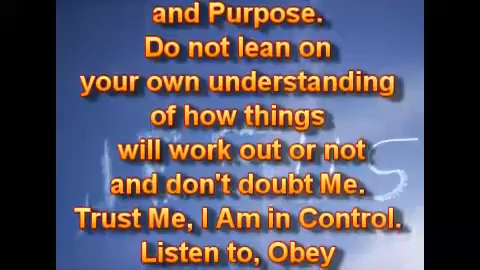 and Purpose.
Do not lean on
your own understanding
of how things
will work out or not
and don't doubt Me.
Trust Me, I Am in Control.
Listen to, Obey